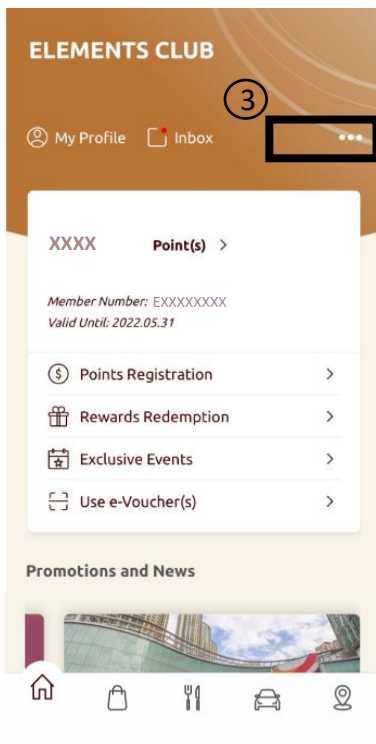 ELEMENTS CLUB
3
My Profile Inbox •••
XXXX Point(s) >
Member Number: EXXXXXXXX
Valid Until: 2022.05.31
$ Points Registration >
Rewards Redemption >
Exclusive Events >
Use e-Voucher(s) >
Promotions and News